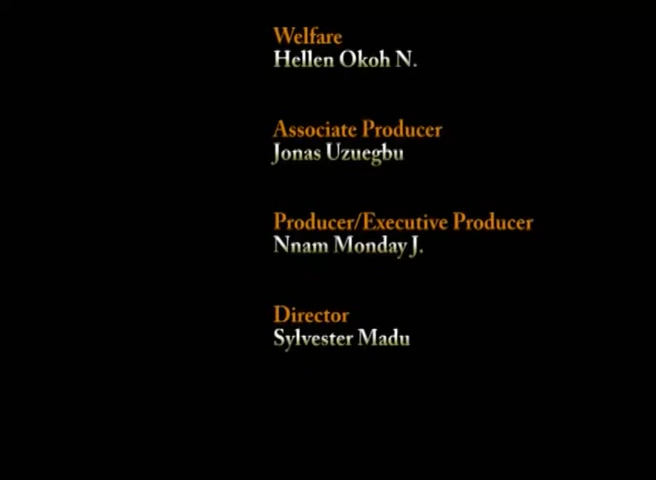 Welfare
Hellen Okoh N.
Associate Producer
Jonas Uzuegbu
Producer/Executive Producer
Nnam Monday J.
Director
Sylvester Madu